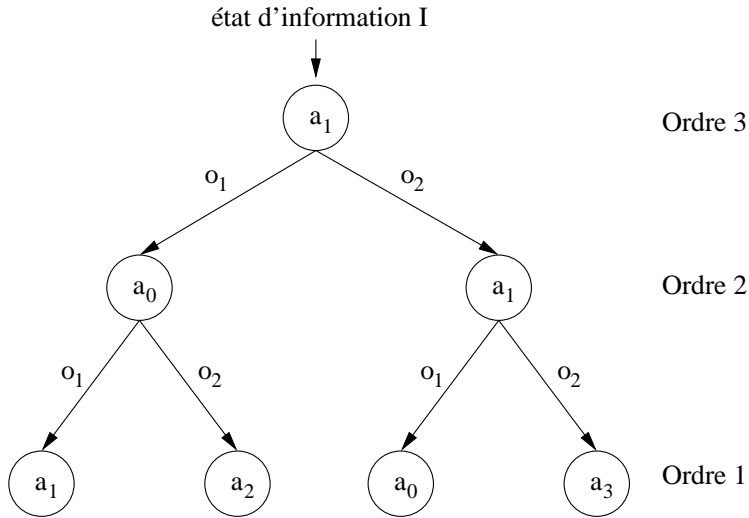 état d'information I
a1 Ordre 3
o1 o2
a0 a1 Ordre 2
o1 o2 o1 o2
a1 a2 a0 a3 Ordre 1